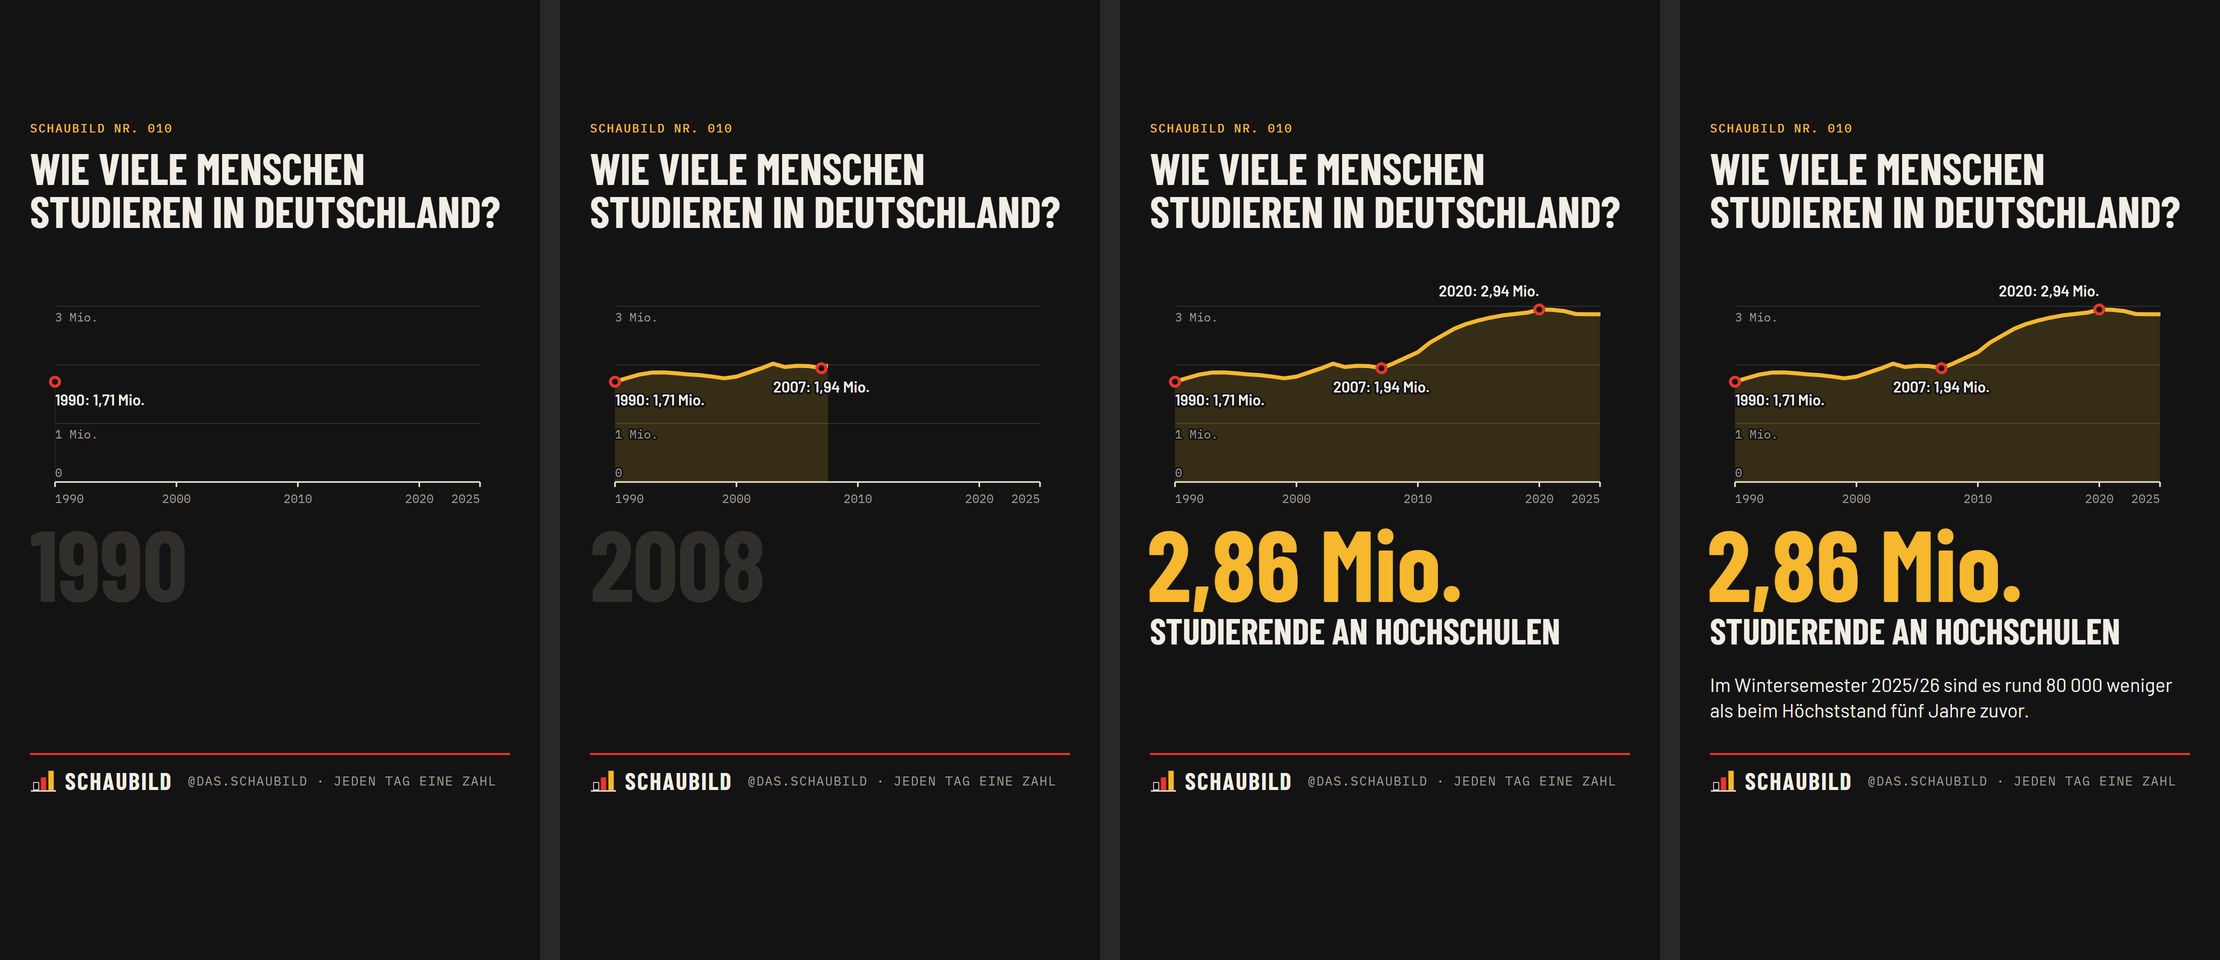 SCHAUBILD NR. 010
WIE VIELE MENSCHEN
STUDIEREN IN DEUTSCHLAND?
3 Mio.
1990: 1,71 Mio.
1 Mio.
0
1990 2000 2010 2020 2025
1990
SCHAUBILD @DAS.SCHAUBILD · JEDEN TAG EINE ZAHL
SCHAUBILD NR. 010
WIE VIELE MENSCHEN
STUDIEREN IN DEUTSCHLAND?
3 Mio.
2007: 1,94 Mio.
1990: 1,71 Mio.
1 Mio.
0
1990 2000 2010 2020 2025
2008
SCHAUBILD @DAS.SCHAUBILD · JEDEN TAG EINE ZAHL
SCHAUBILD NR. 010
WIE VIELE MENSCHEN
STUDIEREN IN DEUTSCHLAND?
2020: 2,94 Mio.
3 Mio.
2007: 1,94 Mio.
1990: 1,71 Mio.
1 Mio.
0
1990 2000 2010 2020 2025
2,86 Mio.
STUDIERENDE AN HOCHSCHULEN
SCHAUBILD @DAS.SCHAUBILD · JEDEN TAG EINE ZAHL
SCHAUBILD NR. 010
WIE VIELE MENSCHEN
STUDIEREN IN DEUTSCHLAND?
2020: 2,94 Mio.
3 Mio.
2007: 1,94 Mio.
1990: 1,71 Mio.
1 Mio.
0
1990 2000 2010 2020 2025
2,86 Mio.
STUDIERENDE AN HOCHSCHULEN
Im Wintersemester 2025/26 sind es rund 80 000 weniger
als beim Höchststand fünf Jahre zuvor.
SCHAUBILD @DAS.SCHAUBILD · JEDEN TAG EINE ZAHL